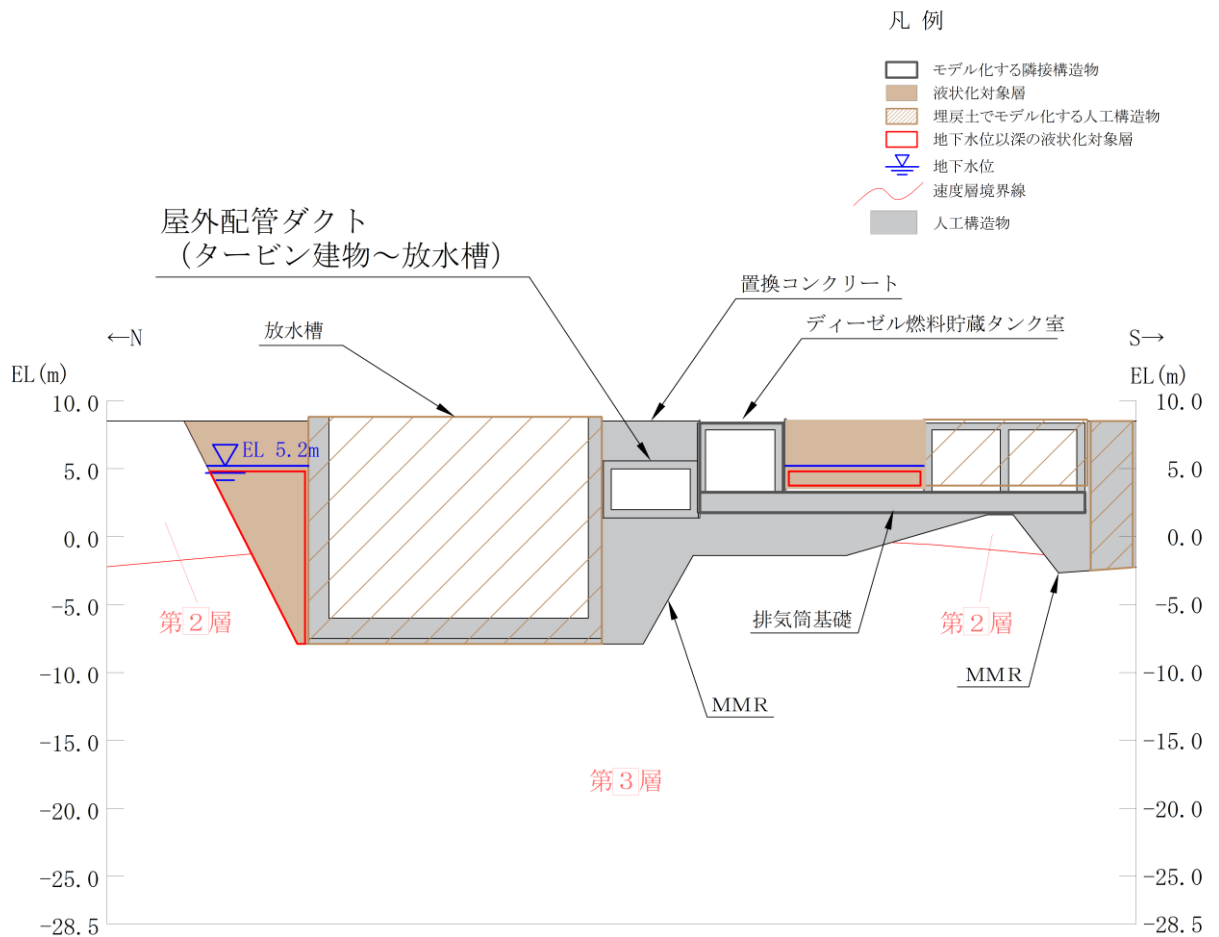 凡 例
モデル化する隣接構造物
液状化対象層
埋戻土でモデル化する人工構造物
地下水位以深の液状化対象層
地下水位
速度層境界線
人工構造物
屋外配管ダクト
（タービン建物～放水槽）
置換コンクリート
ディーゼル燃料貯蔵タンク室
放水槽
←N
S→
EL(m)
EL(m)
10.0
10.0
EL 5.2m
5.0
5.0
0.0
0.0
-5.0
-5.0
第２層
排気筒基礎
第２層
-10.0
-10.0
MMR
MMR
-15.0
-15.0
第３層
-20.0
-20.0
-25.0
-25.0
-28.5
-28.5